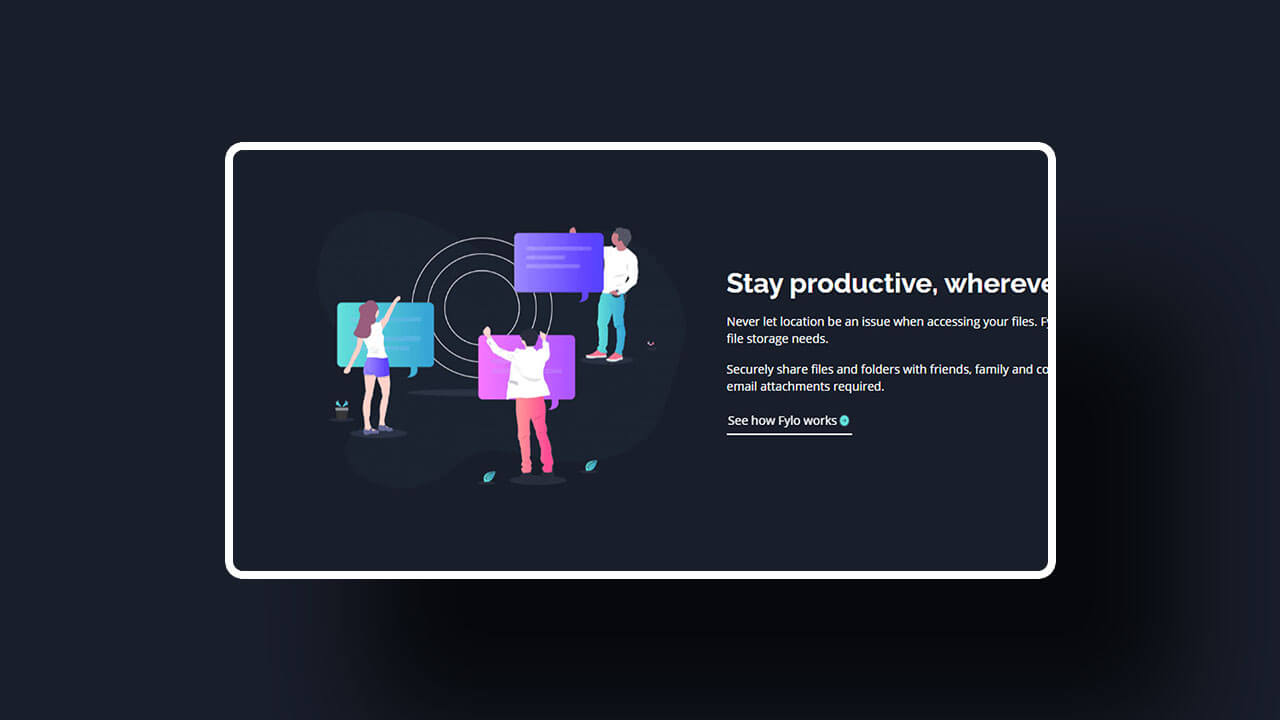 Stay productive, whereve
Never let location be an issue when accessing your files. Fy
file storage needs.
Securely share files and folders with friends, family and co
email attachments required.
See how Fylo works